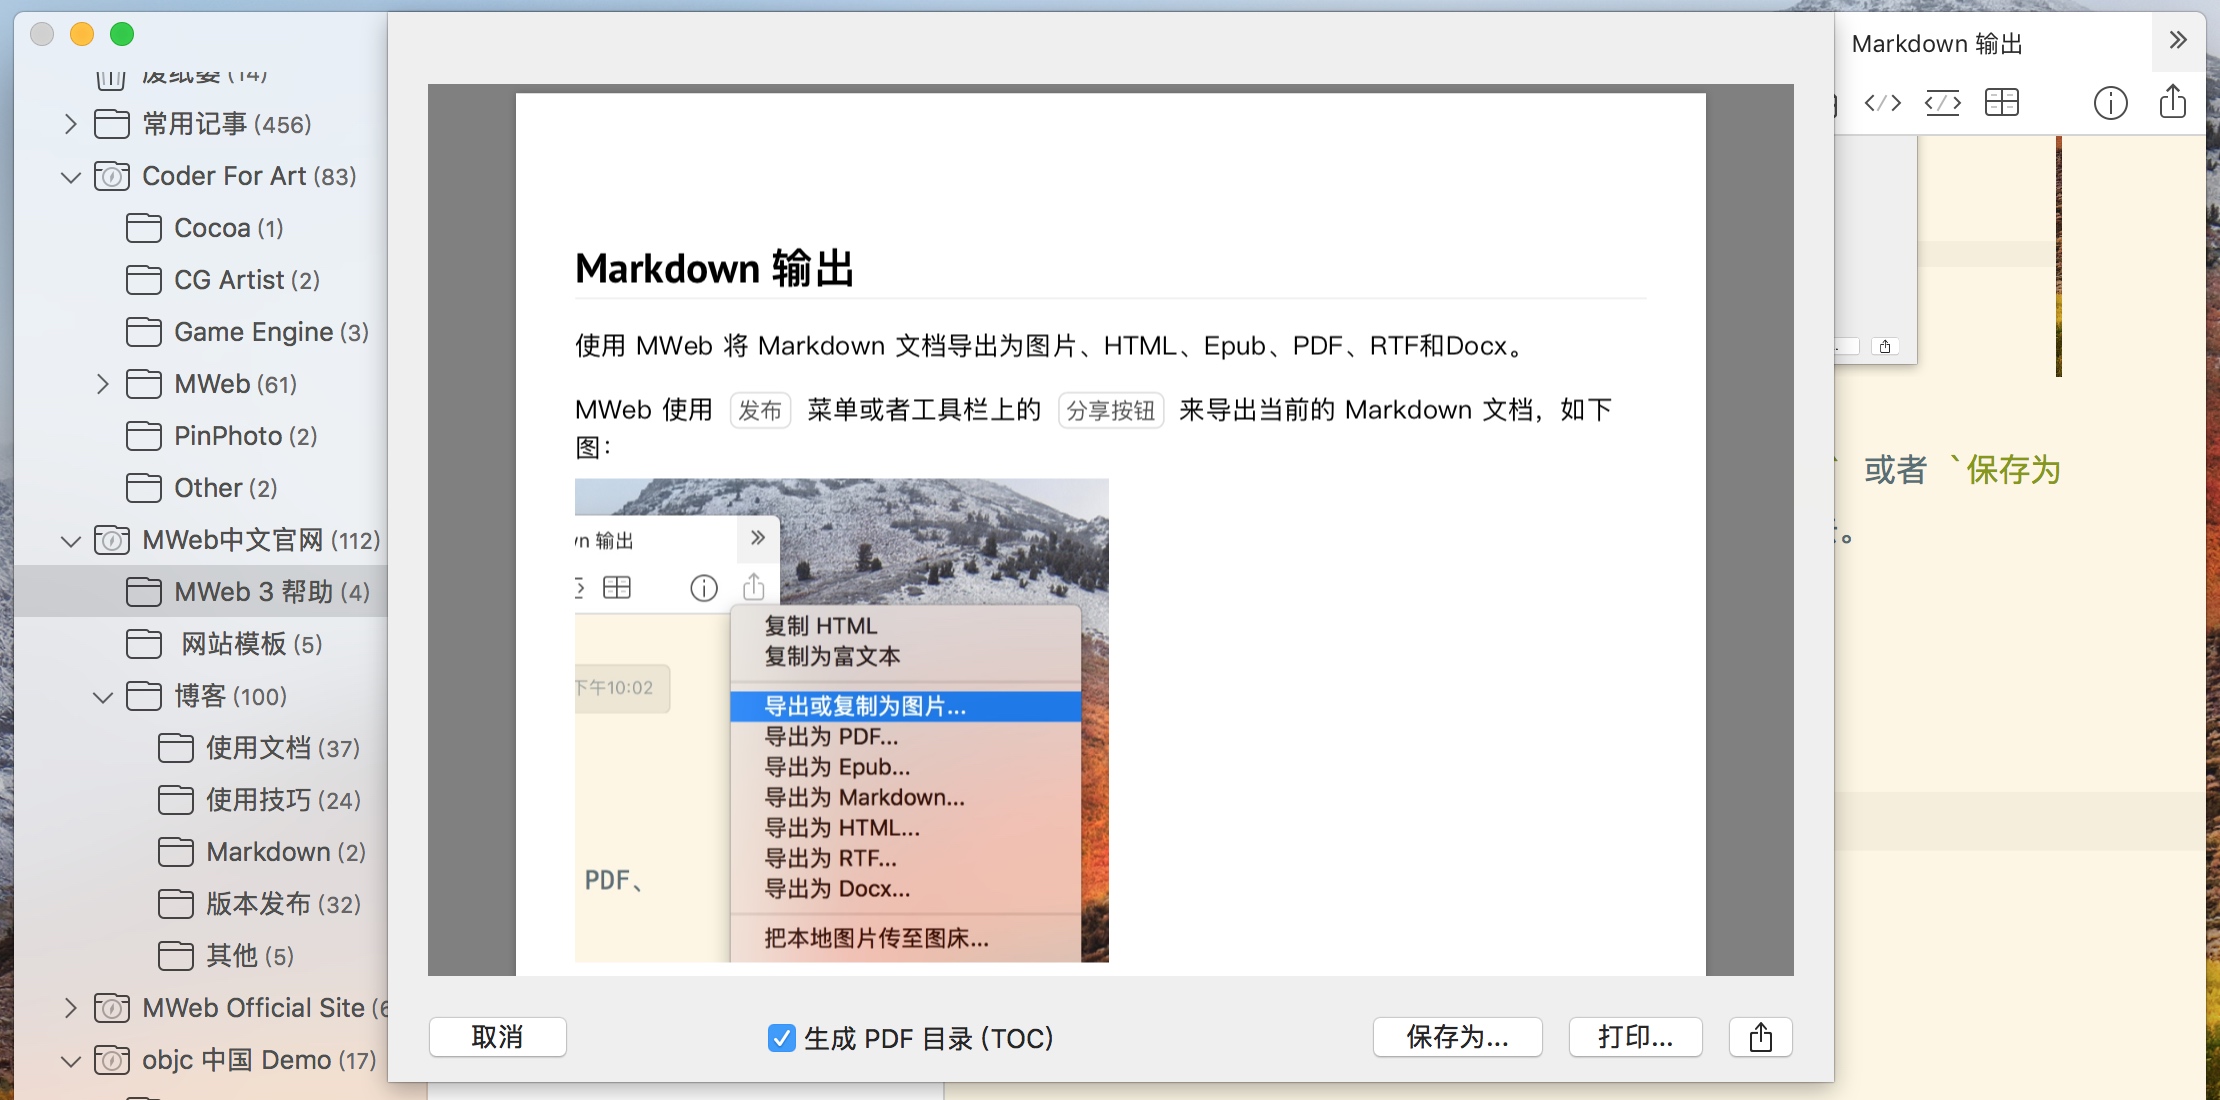 废纸篓 (14)
常用记事 (456)
Coder For Art (83)
Cocoa (1)
CG Artist (2)
Game Engine (3)
MWeb (61)
PinPhoto (2)
Other (2)
MWeb中文官网 (112)
MWeb 3 帮助 (4)
网站模板 (5)
博客 (100)
使用文档 (37)
使用技巧 (24)
Markdown (2)
版本发布 (32)
其他 (5)
MWeb Official Site
objc 中国 Demo (17)
Markdown 输出
使用 MWeb 将 Markdown 文档导出为图片、HTML、Epub、PDF、RTF和Docx。
MWeb 使用 发布 菜单或者工具栏上的 分享按钮 来导出当前的 Markdown 文档，如下
图：
输出
下午10:02
PDF、
复制 HTML
复制为富文本
导出或复制为图片...
导出为 PDF...
导出为 Epub...
导出为 Markdown...
导出为 HTML...
导出为 RTF...
导出为 Docx...
把本地图片传至图床...
取消
生成 PDF 目录 (TOC)
保存为...
打印...
Markdown 输出
` 或者 `保存为
。